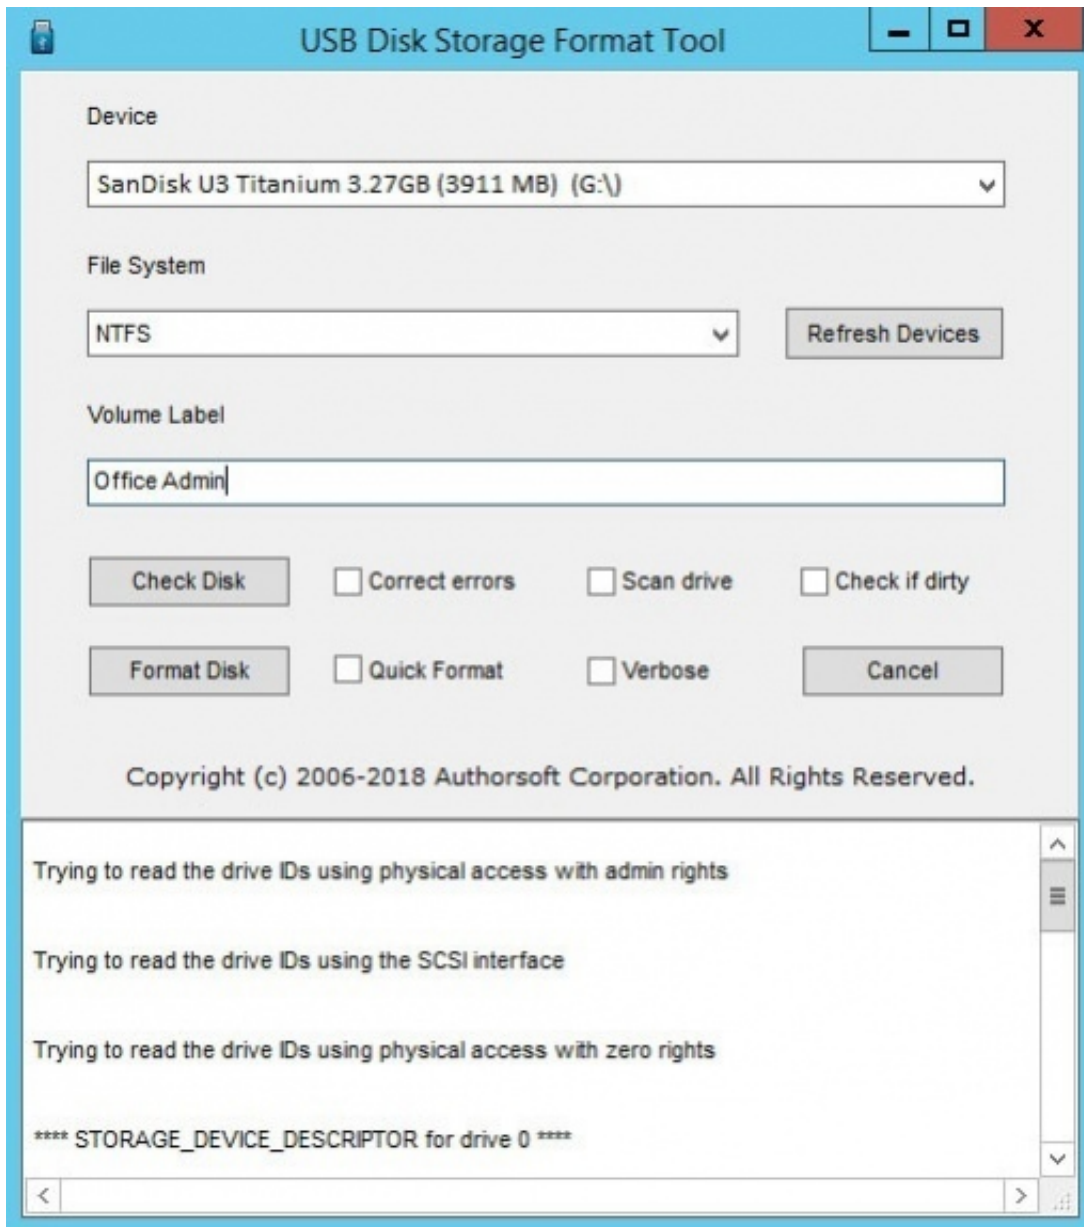 USB Disk Storage Format Tool
Device
SanDisk U3 Titanium 3.27GB (3911 MB)  (G:\)
File System
NTFS
Refresh Devices
Volume Label
Office Admin
Check Disk
Correct errors
Scan drive
Check if dirty
Format Disk
Quick Format
Verbose
Cancel
Copyright (c) 2006-2018 Authorsoft Corporation. All Rights Reserved.
Trying to read the drive IDs using physical access with admin rights
Trying to read the drive IDs using the SCSI interface
Trying to read the drive IDs using physical access with zero rights
**** STORAGE_DEVICE_DESCRIPTOR for drive 0 ****